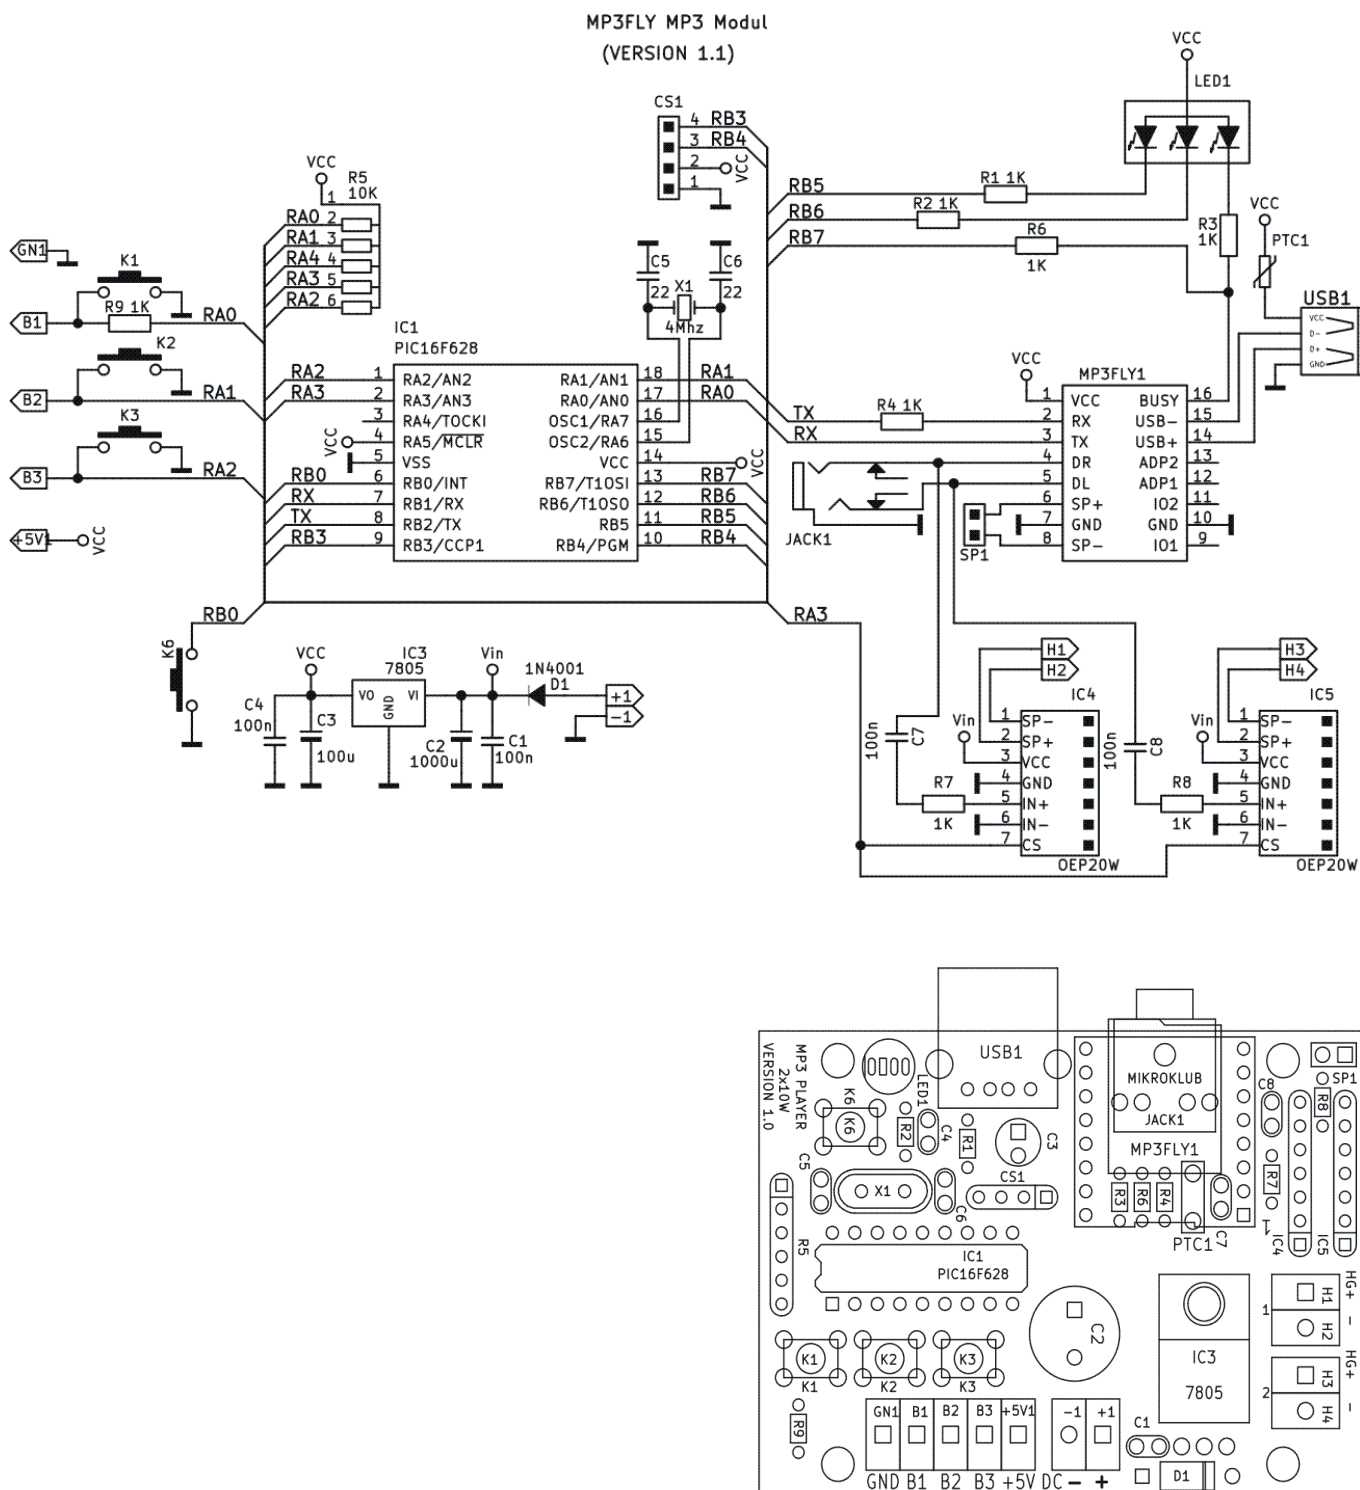 MP3FLY MP3 Modul
(VERSION 1.1)
VCC
LED1
CS1
4 RB3
3 RB4
2 VCC
1
VCC
R5
10K
1
RA0 2
RA1 3
RA4 4
RA3 5
RA2 6
RB5 R1 1K
RB6 R2 1K
RB7 R6
1K
R3
1K
VCC
PTC1
USB1
VCC
D-
D+
GND
GN1
K1
B1 R9 1K RA0
K2
B2 RA1
K3
B3 RA2
+5V1 VCC
C5
22
C6
22
X1
4Mhz
IC1
PIC16F628
RA2 1 RA2/AN2
RA3 2 RA3/AN3
3 RA4/TOCKI
VCC 4 RA5/MCLR
5 VSS
RB0 6 RB0/INT
RX 7 RB1/RX
TX 8 RB2/TX
RB3 9 RB3/CCP1
RA1/AN1 18 RA1
RA0/AN0 17 RA0
OSC1/RA7 16
OSC2/RA6 15
VCC 14 VCC
RB7/T1OSI 13 RB7
RB6/T1OSO 12 RB6
RB5 11 RB5
RB4/PGM 10 RB4
TX R4 1K
RX
VCC
MP3FLY1
1 VCC BUSY 16
2 RX USB- 15
3 TX USB+ 14
4 DR ADP2 13
5 DL ADP1 12
6 SP+ IO2 11
7 GND GND 10
8 SP- IO1 9
JACK1
SP1
RB0
K6
RA3
VCC
IC3
7805
VO VI
GND
Vin
1N4001
D1
+1
-1
C4
100n
C3
100u
C2
1000u
C1
100n
H1
H2
IC4
Vin
100n
C7
R7
1K
1 SP-
2 SP+
3 VCC
4 GND
5 IN+
6 IN-
7 CS
OEP20W
H3
H4
IC5
Vin
100n
C8
R8
1K
1 SP-
2 SP+
3 VCC
4 GND
5 IN+
6 IN-
7 CS
OEP20W
MP3 PLAYER
2x10W
VERSION 1.0
LED1
USB1
K6
K6
R2
C4
R1
C3
C5
X1
C6
CS1
R5
IC1
PIC16F628
MIKROKLUB
JACK1
MP3FLY1
R3
R6
R4
PTC1
C7
C8
R7
R8
SP1
1
IC4
IC5
K1
K1
K2
K2
K3
K3
C2
IC3
7805
HG+
-
1
H1
H2
HG+
-
2
H3
H4
R9
GN1 B1 B2 B3 +5V1 -1 +1
GND B1 B2 B3 +5V DC - +
C1
D1